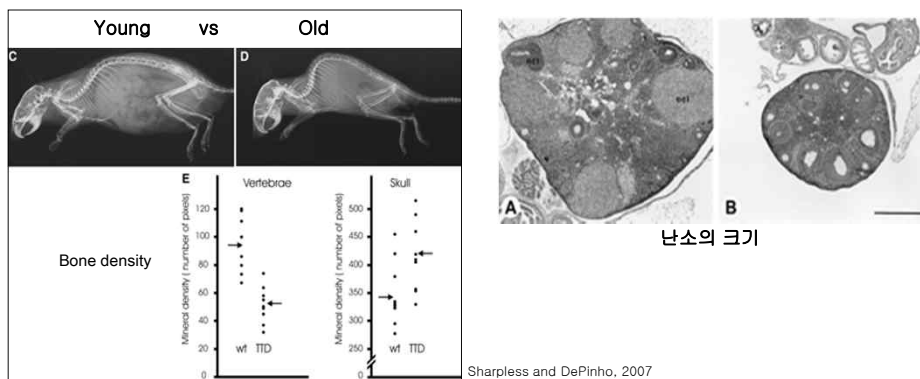 Young vs Old
C
D
E
Vertebrae
Skull
Mineral density ( number of pixels)
120
100
80
60
40
20
0
wt TTD
Mineral density ( number of pixels)
500
450
400
350
300
250
0
wt TTD
Bone density
A
B
난소의 크기
Sharpless and DePinho, 2007